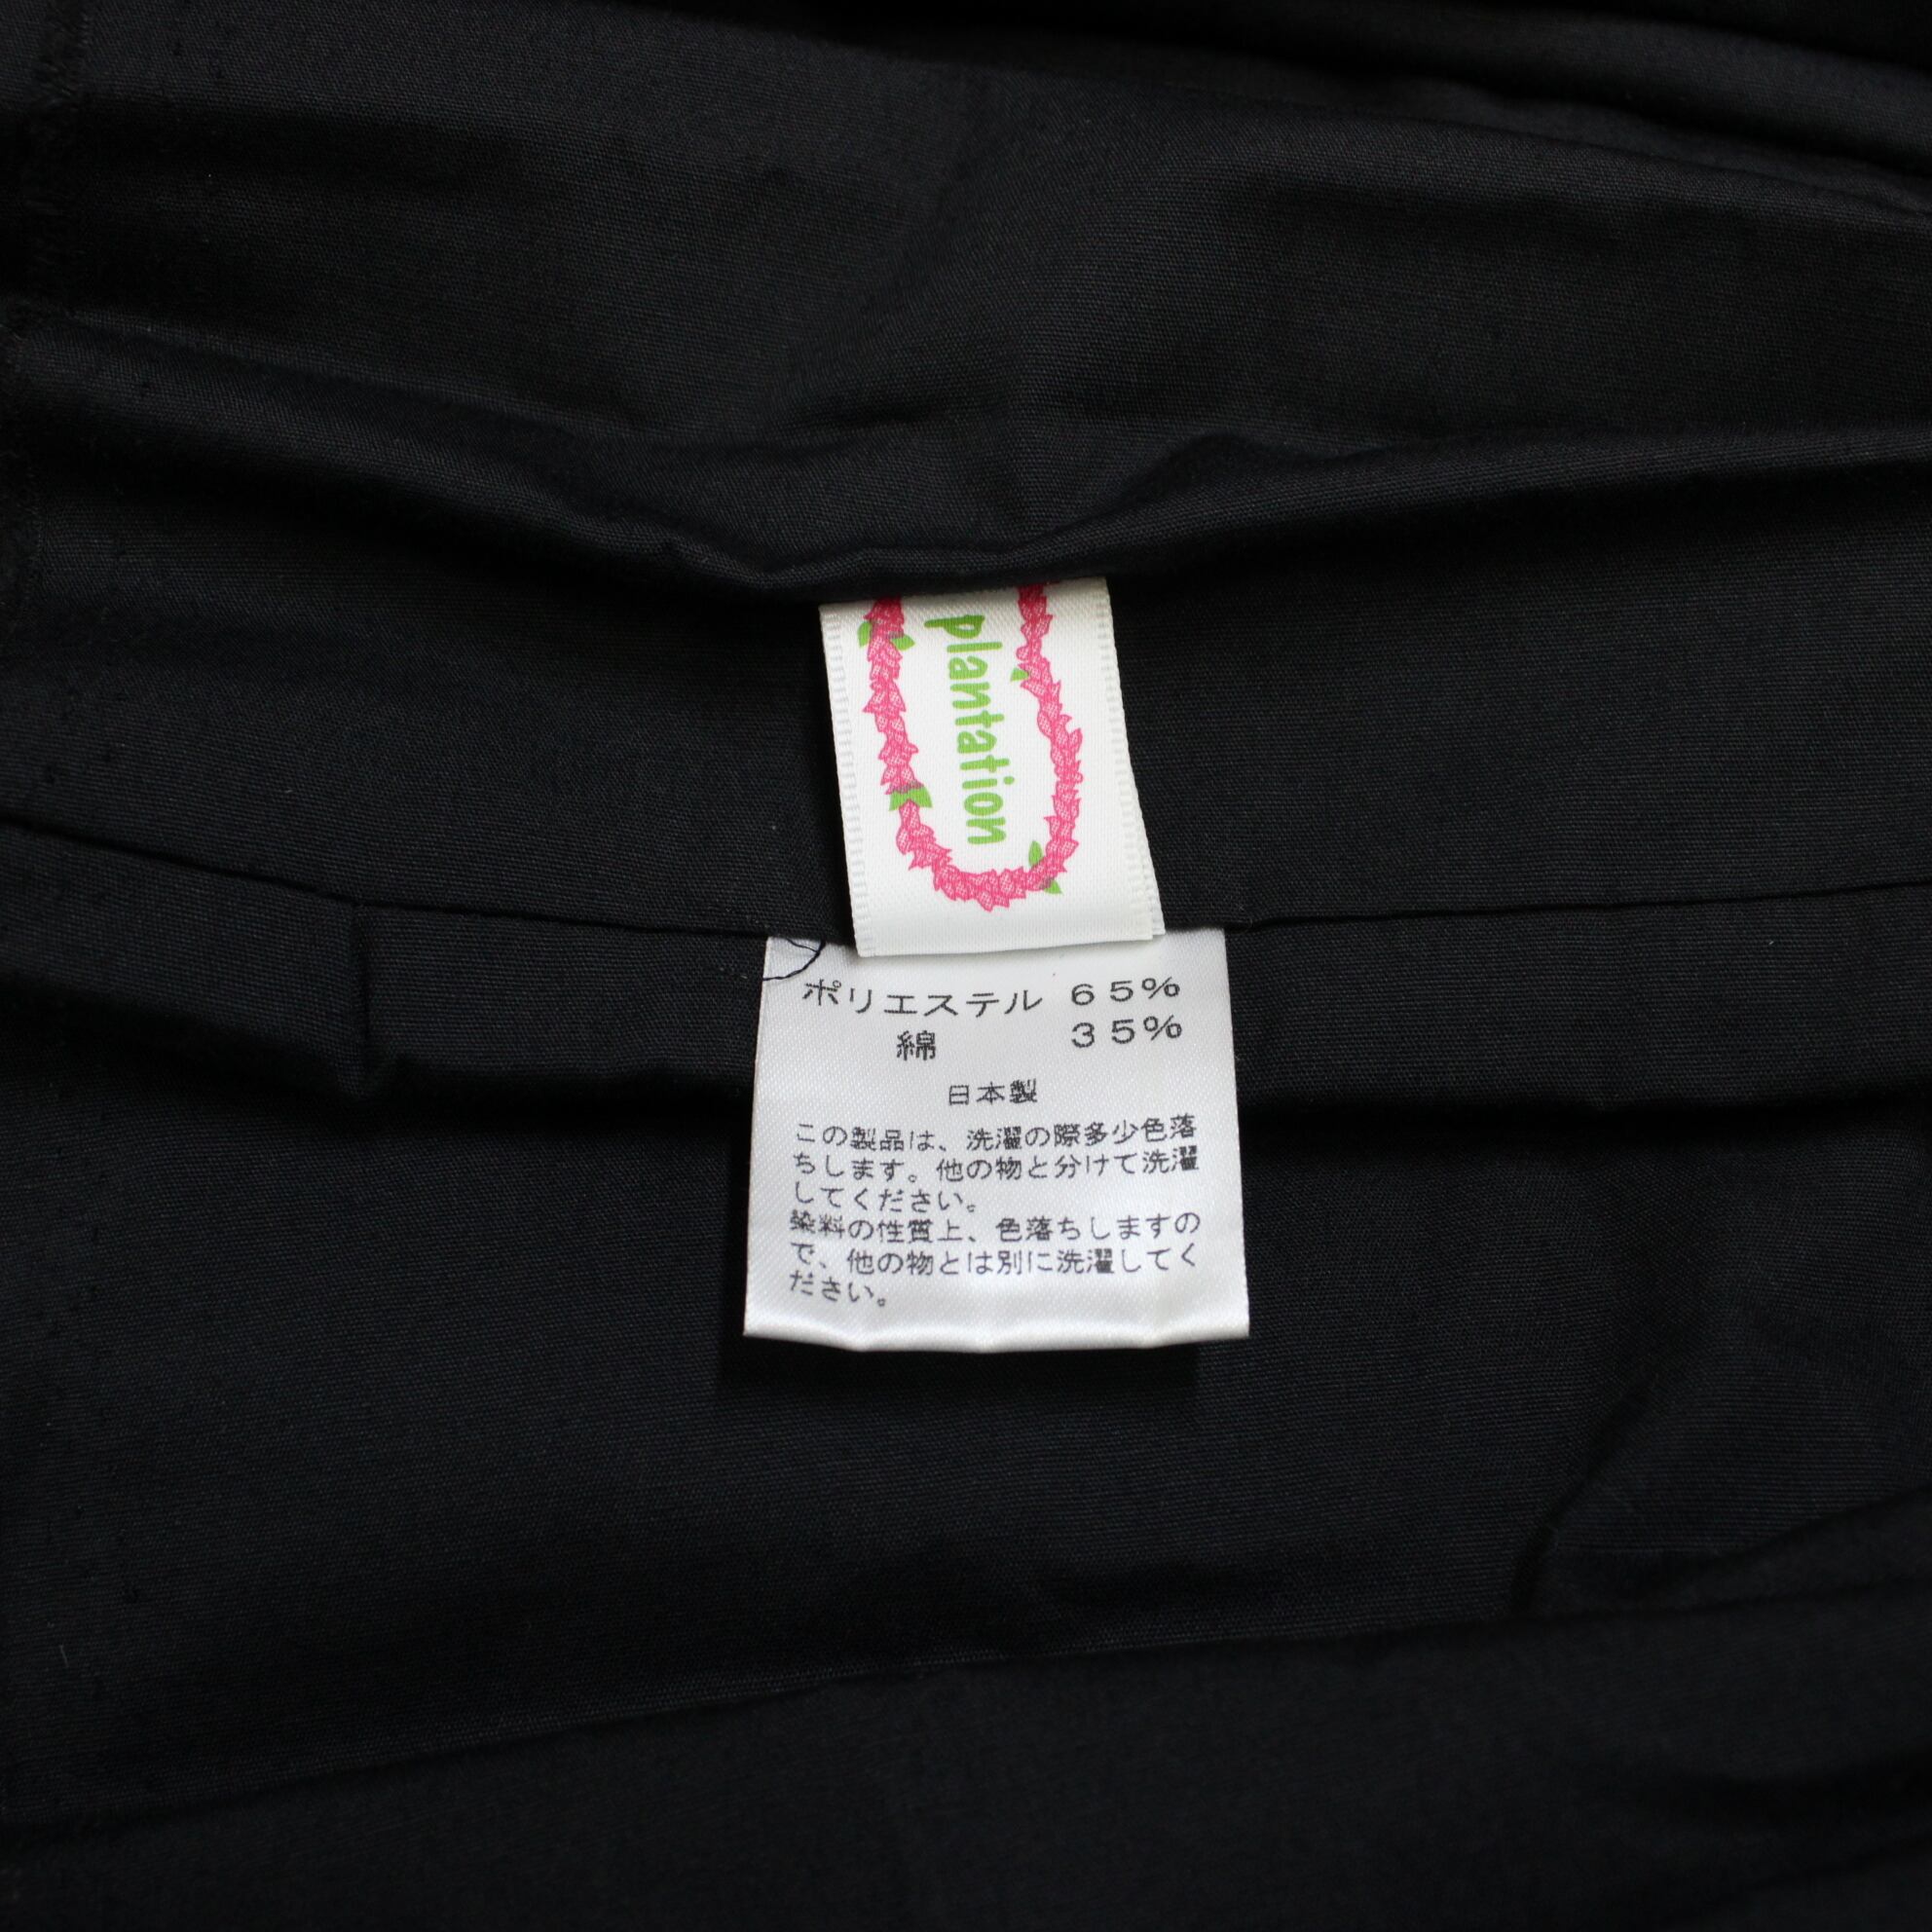 plantation
ポリエステル 65%
綿 35%
日本製
この製品は、洗濯の際多少色落
ちします。他の物と分けて洗濯
してください。
染料の性質上、色落ちしますの
で、他の物とは別に洗濯してく
ださい。